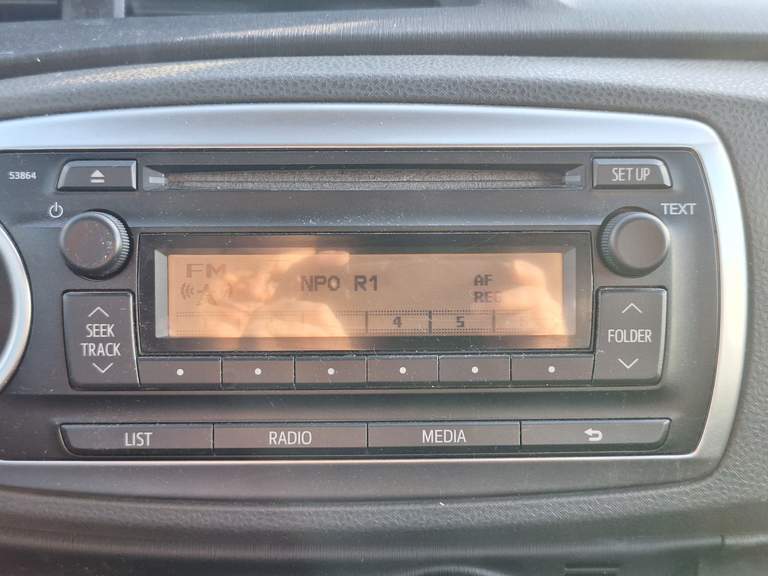 53864
SET UP
TEXT
FM
NPO R1
AF
REG
4 5
SEEK
TRACK
FOLDER
LIST
RADIO
MEDIA